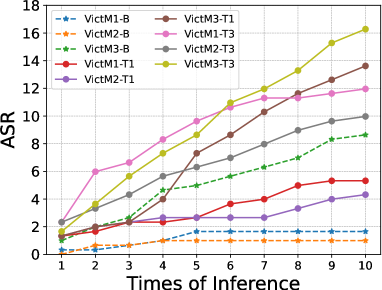 18
16
14
12
10
8
6
4
2
0
ASR
VictM1-B
VictM2-B
VictM3-B
VictM1-T1
VictM2-T1
VictM3-T1
VictM1-T3
VictM2-T3
VictM3-T3
1 2 3 4 5 6 7 8 9 10
Times of Inference